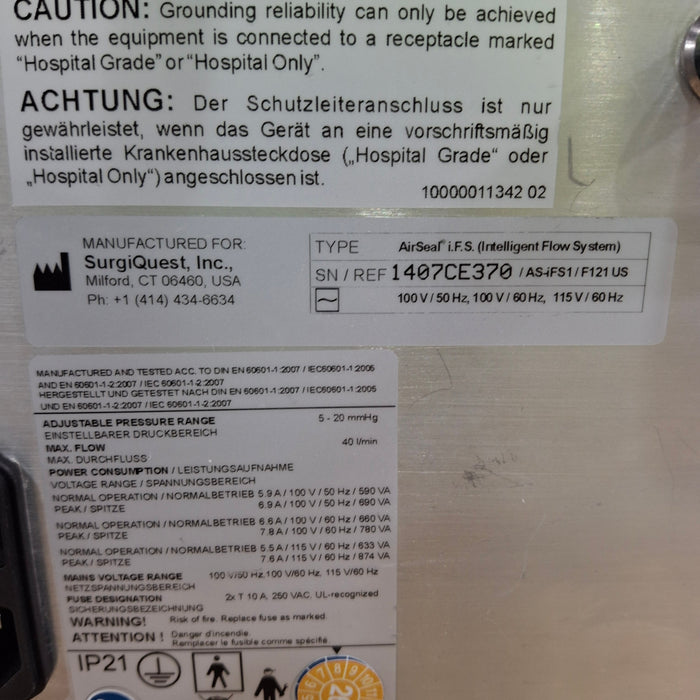 CAUTION: Grounding reliability can only be achieved
when the equipment is connected to a receptacle marked
“Hospital Grade” or “Hospital Only”.
ACHTUNG: Der Schutzleiteranschluss ist nur
gewährleistet, wenn das Gerät an eine vorschriftsmäßig
installierte Krankenhaussteckdose („Hospital Grade“ oder
„Hospital Only“) angeschlossen ist.
10000011342 02
MANUFACTURED FOR:
SurgiQuest, Inc.,
Milford, CT 06460, USA
Ph: +1 (414) 434-6634
TYPE AirSeal® i.F.S. (Intelligent Flow System)
SN / REF 1407CE370 / AS-iFS1 / F121 US
100 V / 50 Hz, 100 V / 60 Hz, 115 V / 60 Hz
MANUFACTURED AND TESTED ACC. TO DIN EN 60601-1:2007 / IEC60601-1:2005
AND EN 60601-1-2:2007 / IEC 60601-1-2:2007
HERGESTELLT UND GETESTET NACH DIN EN 60601-1:2007 / IEC60601-1:2005
UND EN 60601-1-2:2007 / IEC 60601-1-2:2007
ADJUSTABLE PRESSURE RANGE 5 - 20 mmHg
EINSTELLBARER DRUCKBEREICH
MAX. FLOW 40 l/min
MAX. DURCHFLUSS
POWER CONSUMPTION / LEISTUNGSAUFNAHME
VOLTAGE RANGE / SPANNUNGSBEREICH
NORMAL OPERATION / NORMALBETRIEB 5.9 A / 100 V / 50 Hz / 590 VA
PEAK / SPITZE 6.9 A / 100 V / 50 Hz / 690 VA
NORMAL OPERATION / NORMALBETRIEB 6.6 A / 100 V / 60 Hz / 660 VA
PEAK / SPITZE 7.8 A / 100 V / 60 Hz / 780 VA
NORMAL OPERATION / NORMALBETRIEB 5.5 A / 115 V / 60 Hz / 633 VA
PEAK / SPITZE 7.6 A / 115 V / 60 Hz / 874 VA
MAINS VOLTAGE RANGE 100 V/50 Hz, 100 V/60 Hz, 115 V/60 Hz
NETZSPANNUNGSBEREICH
FUSE DESIGNATION 2x T 10 A, 250 VAC, UL-recognized
SICHERUNGSBEZEICHNUNG
WARNING! Risk of fire. Replace fuse as marked.
ATTENTION ! Danger d'incendie.
Remplacer le fusible comme spécifié.
IP21
6 7 8 9 10